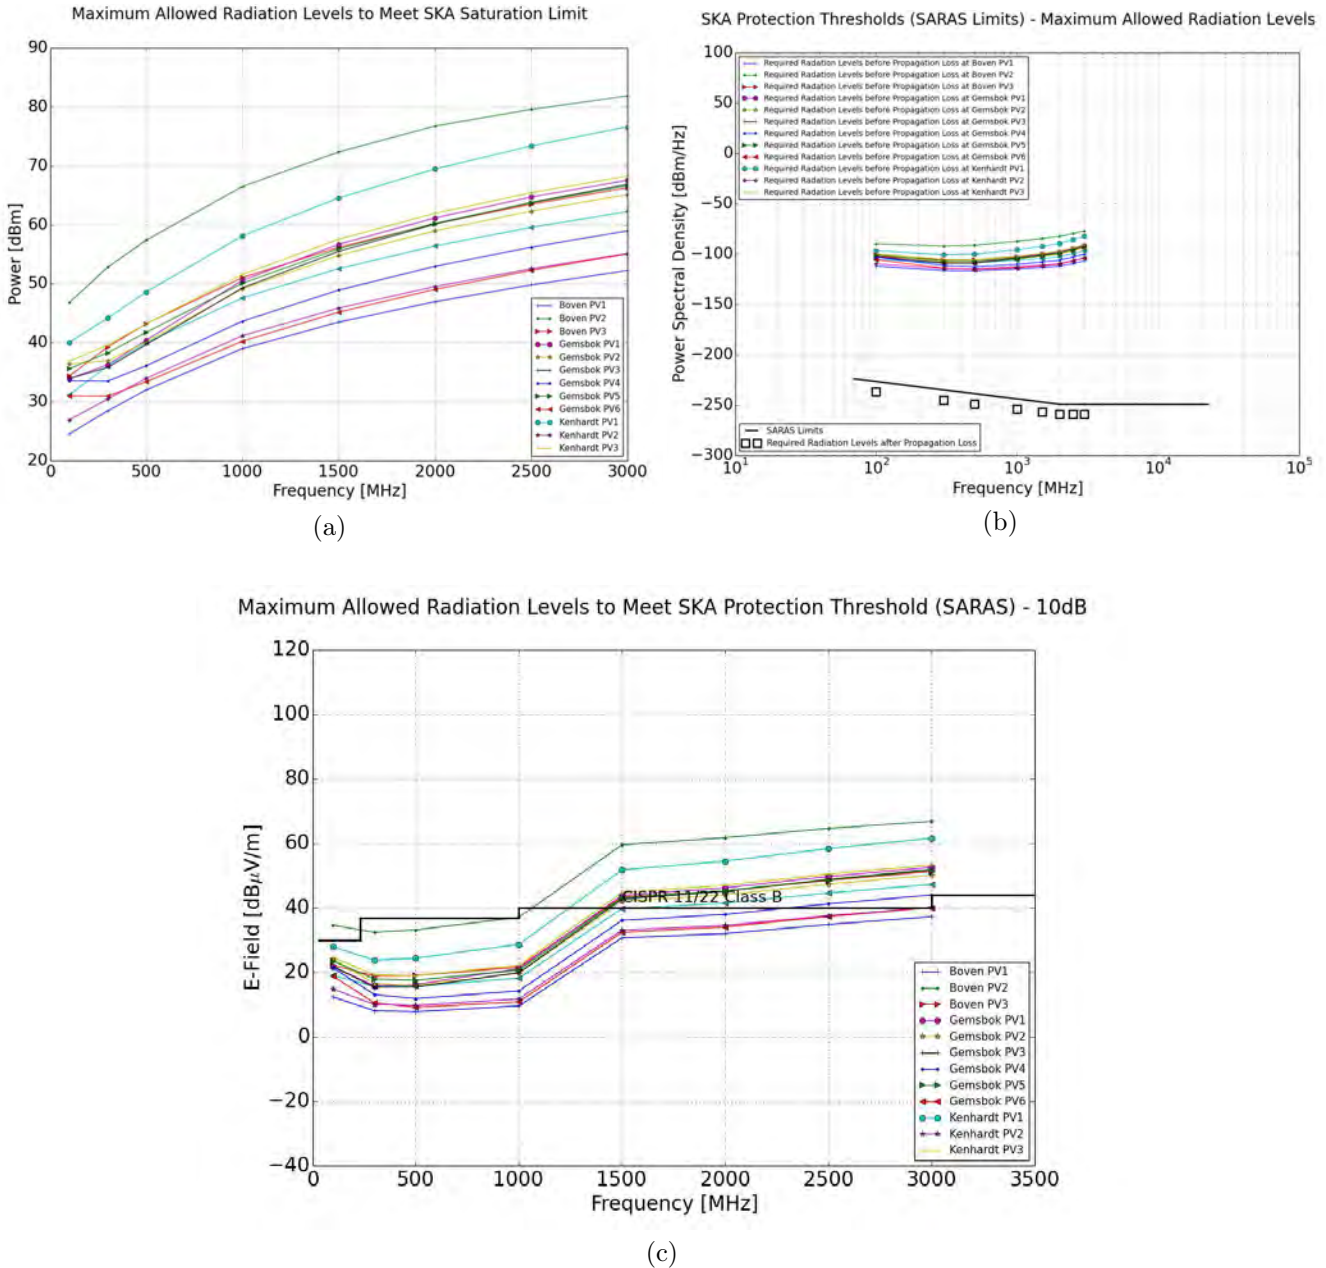 Maximum Allowed Radiation Levels to Meet SKA Saturation Limit
90
80
70
60
50
40
30
20
Power [dBm]
0
500
1000
1500
2000
2500
3000
Frequency [MHz]
Boven PV1
Boven PV2
Boven PV3
Gemsbok PV1
Gemsbok PV2
Gemsbok PV3
Gemsbok PV4
Gemsbok PV5
Gemsbok PV6
Kenhardt PV1
Kenhardt PV2
Kenhardt PV3
(a)
SKA Protection Thresholds (SARAS Limits) - Maximum Allowed Radiation Levels
100
50
0
−50
−100
−150
−200
−250
−300
Power Spectral Density [dBm/Hz]
Required Radiation Levels before Propagation Loss at Boven PV1
Required Radiation Levels before Propagation Loss at Boven PV2
Required Radiation Levels before Propagation Loss at Boven PV3
Required Radiation Levels before Propagation Loss at Gemsbok PV1
Required Radiation Levels before Propagation Loss at Gemsbok PV2
Required Radiation Levels before Propagation Loss at Gemsbok PV3
Required Radiation Levels before Propagation Loss at Gemsbok PV4
Required Radiation Levels before Propagation Loss at Gemsbok PV5
Required Radiation Levels before Propagation Loss at Gemsbok PV6
Required Radiation Levels before Propagation Loss at Kenhardt PV1
Required Radiation Levels before Propagation Loss at Kenhardt PV2
Required Radiation Levels before Propagation Loss at Kenhardt PV3
SARAS Limits
Required Radiation Levels after Propagation Loss
10¹
10²
10³
10⁴
10⁵
Frequency [MHz]
(b)
Maximum Allowed Radiation Levels to Meet SKA Protection Threshold (SARAS) - 10dB
120
100
80
60
40
20
0
−20
−40
E-Field [dBμV/m]
CISPR 11/22 Class B
Boven PV1
Boven PV2
Boven PV3
Gemsbok PV1
Gemsbok PV2
Gemsbok PV3
Gemsbok PV4
Gemsbok PV5
Gemsbok PV6
Kenhardt PV1
Kenhardt PV2
Kenhardt PV3
0
500
1000
1500
2000
2500
3000
3500
Frequency [MHz]
(c)